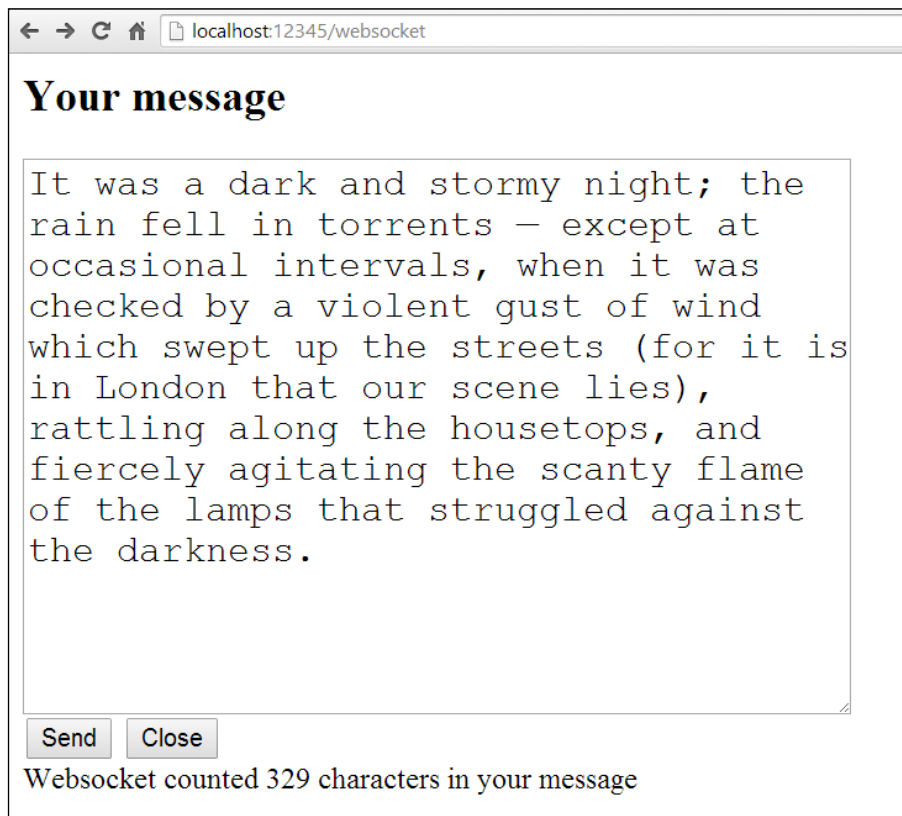 localhost:12345/websocket
Your message
It was a dark and stormy night; the
rain fell in torrents — except at
occasional intervals, when it was
checked by a violent gust of wind
which swept up the streets (for it is
in London that our scene lies),
rattling along the housetops, and
fiercely agitating the scanty flame
of the lamps that struggled against
the darkness.
Send Close
Websocket counted 329 characters in your message